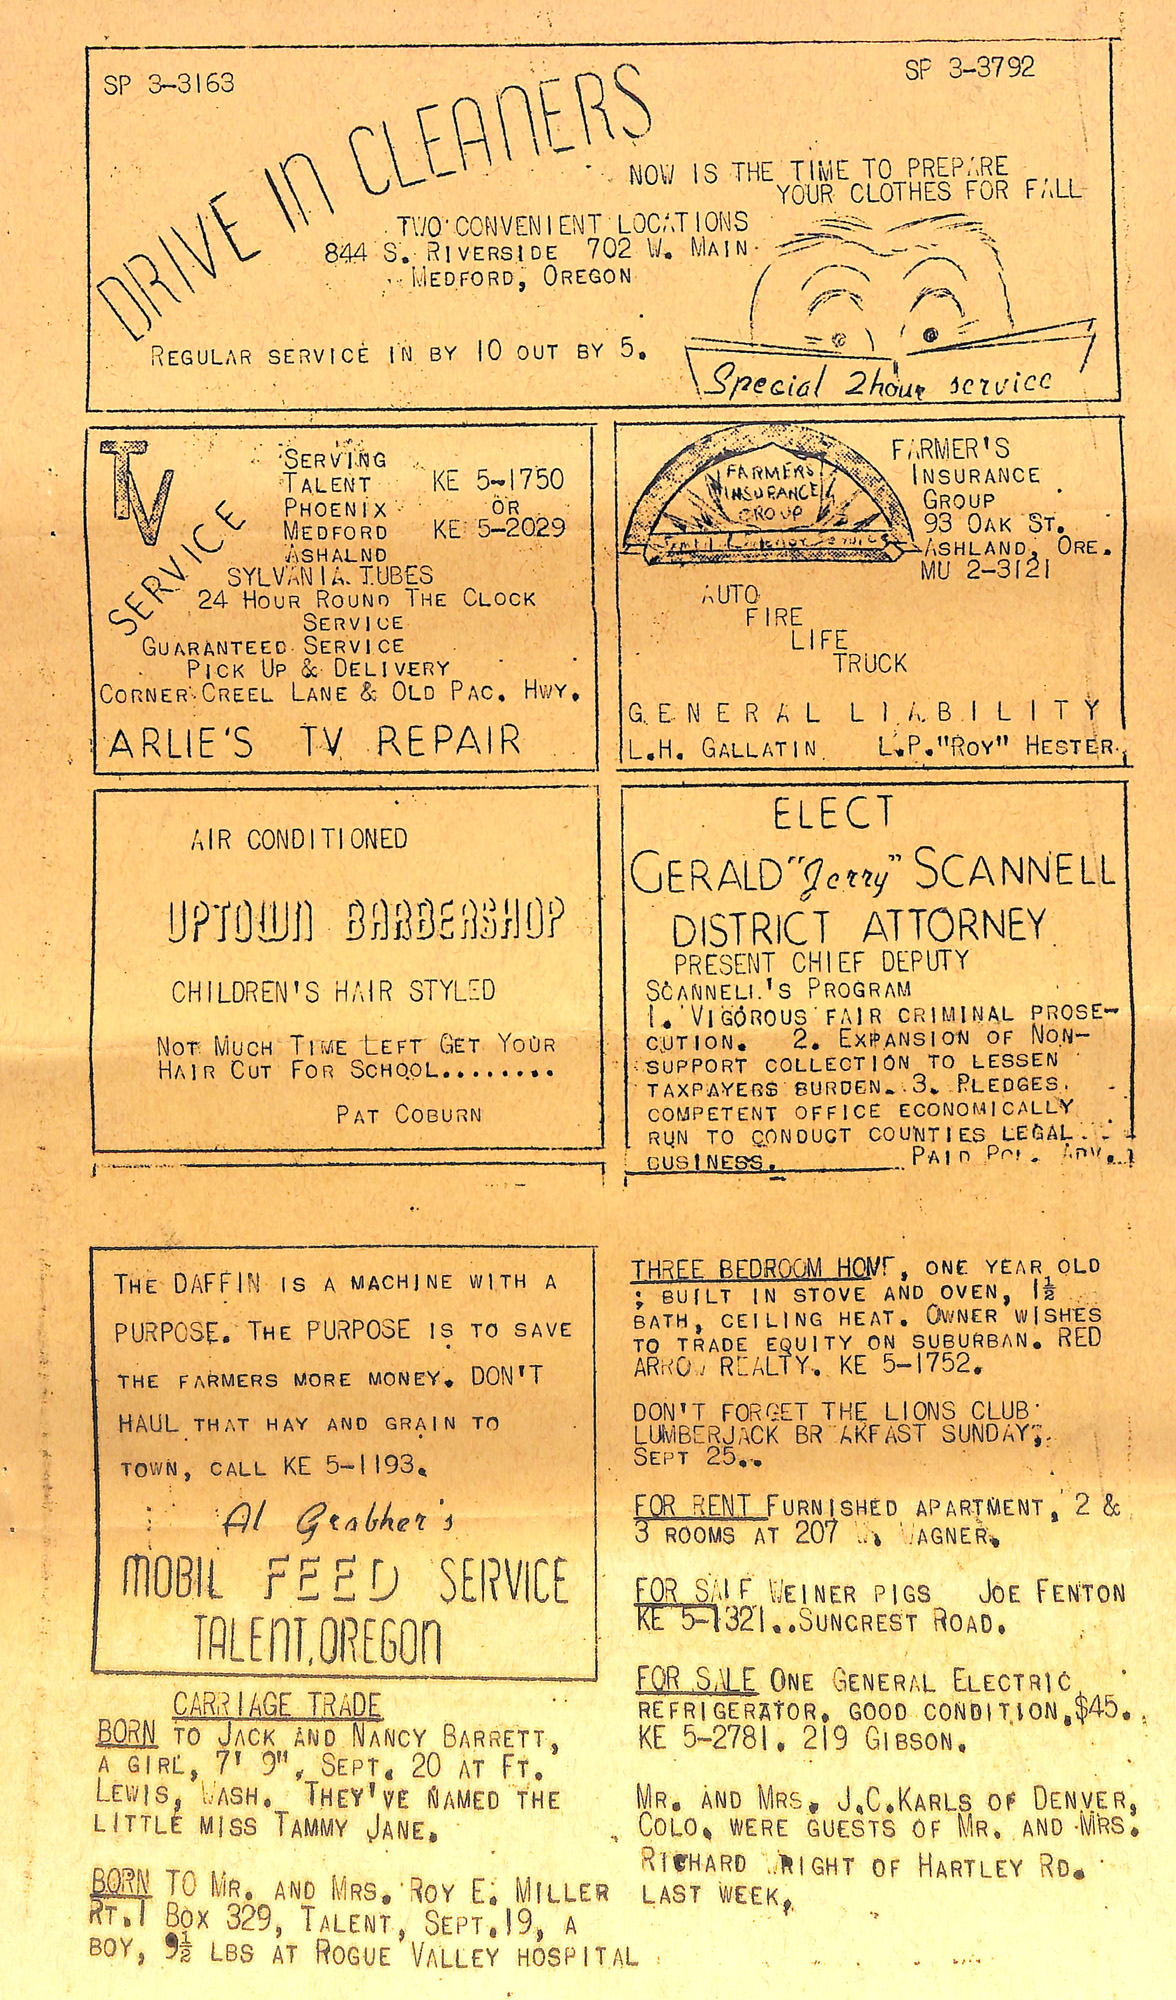 SP 3-3163
SP 3-3792
DRIVE IN CLEANERS
NOW IS THE TIME TO PREPARE
YOUR CLOTHES FOR FALL
TWO CONVENIENT LOCATIONS
844 S. RIVERSIDE 702 W. MAIN
MEDFORD, OREGON
REGULAR SERVICE IN BY 10 OUT BY 5.
Special 2hour service
TV
SERVICE
SERVING
TALENT KE 5-1750
PHOENIX OR
MEDFORD KE 5-2029
ASHALND
SYLVANIA TUBES
24 HOUR ROUND THE CLOCK
SERVICE
GUARANTEED SERVICE
PICK UP & DELIVERY
CORNER CREEL LANE & OLD PAC. HWY.
ARLIE'S TV REPAIR
FARMERS
INSURANCE
GROUP
FARMER'S
INSURANCE
GROUP
93 OAK ST.
ASHLAND, ORE.
MU 2-3121
AUTO
FIRE
LIFE
TRUCK
GENERAL LIABILITY
L.H. GALLATIN L.P."ROY" HESTER
AIR CONDITIONED
UPTOWN BARBERSHOP
CHILDREN'S HAIR STYLED
NOT MUCH TIME LEFT GET YOUR
HAIR CUT FOR SCHOOL........
PAT COBURN
ELECT
GERALD "Jerry" SCANNELL
DISTRICT ATTORNEY
PRESENT CHIEF DEPUTY
SCANNELL'S PROGRAM
1. VIGOROUS FAIR CRIMINAL PROSE-
CUTION. 2. EXPANSION OF NON-
SUPPORT COLLECTION TO LESSEN
TAXPAYERS BURDEN. 3. PLEDGES
COMPETENT OFFICE ECONOMICALLY
RUN TO CONDUCT COUNTIES LEGAL
BUSINESS. PAID POL. ADV.
THE DAFFIN IS A MACHINE WITH A
PURPOSE. THE PURPOSE IS TO SAVE
THE FARMERS MORE MONEY. DON'T
HAUL THAT HAY AND GRAIN TO
TOWN, CALL KE 5-1193.
Al Grabher's
MOBIL FEED SERVICE
TALENT, OREGON
CARRIAGE TRADE
BORN TO JACK AND NANCY BARRETT,
A GIRL, 7' 9", SEPT. 20 AT FT.
LEWIS, WASH. THEY'VE NAMED THE
LITTLE MISS TAMMY JANE.
BORN TO MR. AND MRS. ROY E. MILLER
RT.1 BOX 329, TALENT, SEPT.19, A
BOY, 9½ LBS AT ROGUE VALLEY HOSPITAL
THREE BEDROOM HOME, ONE YEAR OLD
; BUILT IN STOVE AND OVEN, 1½
BATH, CEILING HEAT. OWNER WISHES
TO TRADE EQUITY ON SUBURBAN. RED
ARROW REALTY. KE 5-1752.
DON'T FORGET THE LIONS CLUB
LUMBERJACK BREAKFAST SUNDAY,
SEPT 25..
FOR RENT FURNISHED APARTMENT, 2 &
3 ROOMS AT 207 W. WAGNER.
FOR SALE WEINER PIGS JOE FENTON
KE 5-1321..SUNCREST ROAD.
FOR SALE ONE GENERAL ELECTRIC
REFRIGERATOR. GOOD CONDITION.$45.
KE 5-2781. 219 GIBSON.
MR. AND MRS. J.C.KARLS OF DENVER,
COLO. WERE GUESTS OF MR. AND MRS.
RICHARD WRIGHT OF HARTLEY RD.
LAST WEEK.